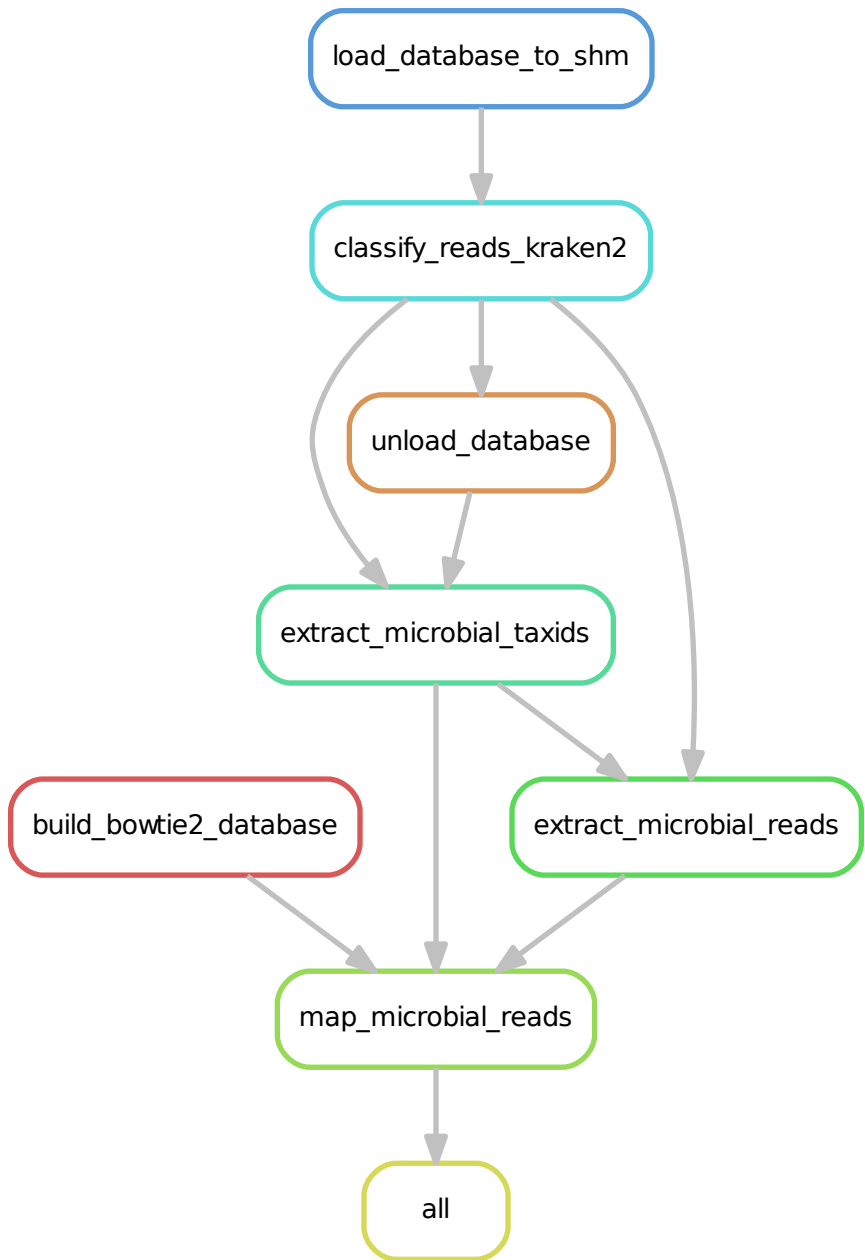 load_database_to_shm
classify_reads_kraken2
unload_database
extract_microbial_taxids
build_bowtie2_database
extract_microbial_reads
map_microbial_reads
all